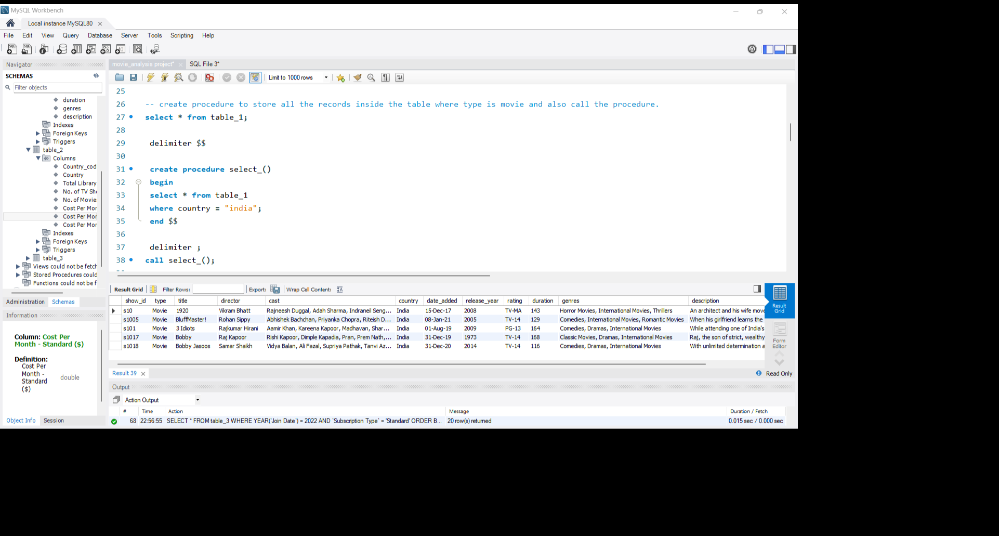 MySQL Workbench
Local instance MySQL80
File Edit View Query Database Server Tools Scripting Help
Navigator
SCHEMAS
Filter objects
duration
genres
description
Indexes
Foreign Keys
Triggers
table_2
Columns
Country_cod
Country
Total Library
No. of TV Sh
No. of Movie
Cost Per Mor
Cost Per Mor
Cost Per Mor
Indexes
Foreign Keys
Triggers
table_3
Views could not be fetch
Stored Procedures could
Functions could not be f
Administration Schemas
Information
Column: Cost Per
Month - Standard ($)
Definition:
Cost Per
Month -
Standard
($)
double
Object Info Session
movie_analysis project* SQL File 3*
Limit to 1000 rows
25
26 -- create procedure to store all the records inside the table where type is movie and also call the procedure.
27 select * from table_1;
28
29 delimiter $$
30
31 create procedure select_()
32 begin
33 select * from table_1
34 where country = "india";
35 end $$
36
37 delimiter ;
38 call select_();
Result Grid Filter Rows: Export: Wrap Cell Content:
show_id type title director cast country date_added release_year rating duration genres description
s10 Movie 1920 Vikram Bhatt Rajneesh Duggal, Adah Sharma, Indraneil Seng... India 15-Dec-17 2008 TV-MA 143 Horror Movies, International Movies, Thrillers An architect and his wife move
s1005 Movie BluffMaster! Rohan Sippy Abhishek Bachchan, Priyanka Chopra, Riteish D... India 08-Jan-21 2005 TV-14 129 Comedies, International Movies, Romantic Movies When his girlfriend learns the
s101 Movie 3 Idiots Rajkumar Hirani Aamir Khan, Kareena Kapoor, Madhavan, Shar... India 01-Aug-19 2009 PG-13 164 Comedies, Dramas, International Movies While attending one of India's
s1017 Movie Bobby Raj Kapoor Rishi Kapoor, Dimple Kapadia, Pran, Prem Nath,... India 31-Dec-19 1973 TV-14 168 Classic Movies, Dramas, International Movies Raj, the son of strict, wealthy
s1018 Movie Bobby Jasoos Samar Shaikh Vidya Balan, Ali Fazal, Supriya Pathak, Tanvi Az... India 31-Dec-20 2014 TV-14 116 Comedies, Dramas, International Movies With unlimited determination a
Result
Grid
Form
Editor
Result 39
Read Only
Output
Action Output
# Time Action Message Duration / Fetch
68 22:56:55 SELECT * FROM table_3 WHERE YEAR(`Join Date`) = 2022 AND `Subscription Type` = 'Standard' ORDER B... 20 row(s) returned 0.015 sec / 0.000 sec